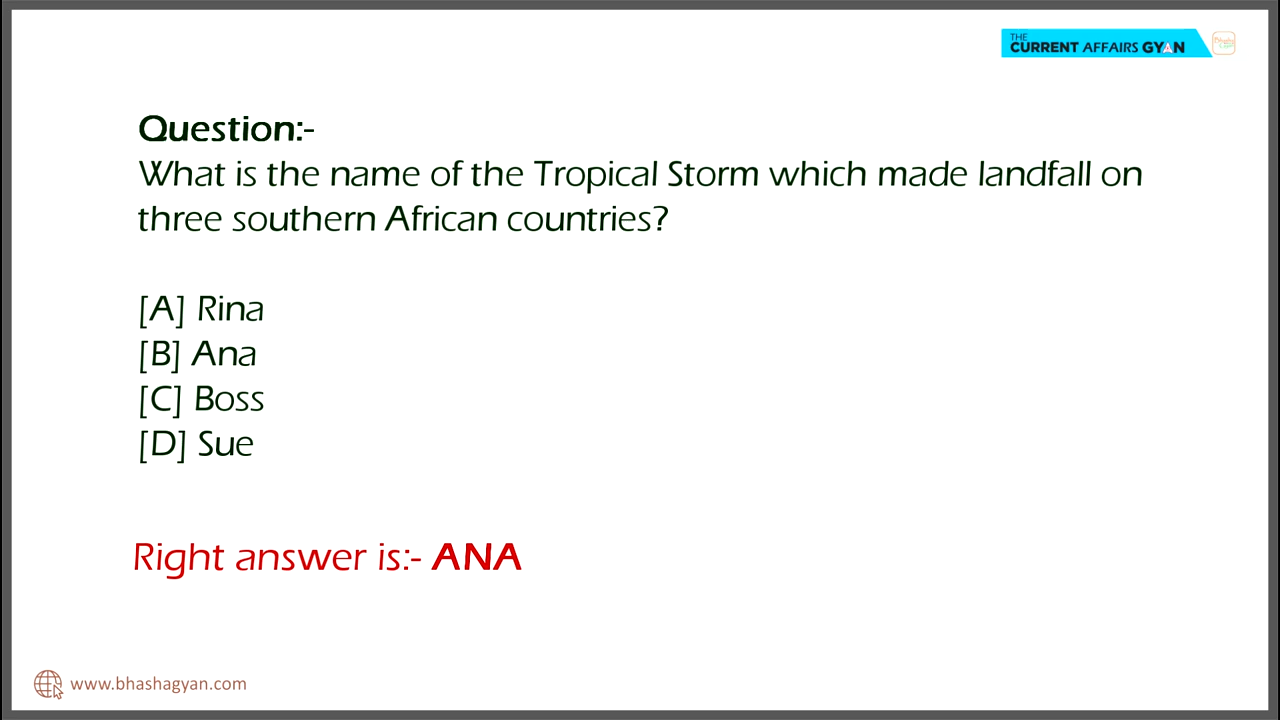 THE
CURRENT AFFAIRS GYAN
Question:-
What is the name of the Tropical Storm which made landfall on
three southern African countries?
[A] Rina
[B] Ana
[C] Boss
[D] Sue
Right answer is:- ANA
www.bhashagyan.com